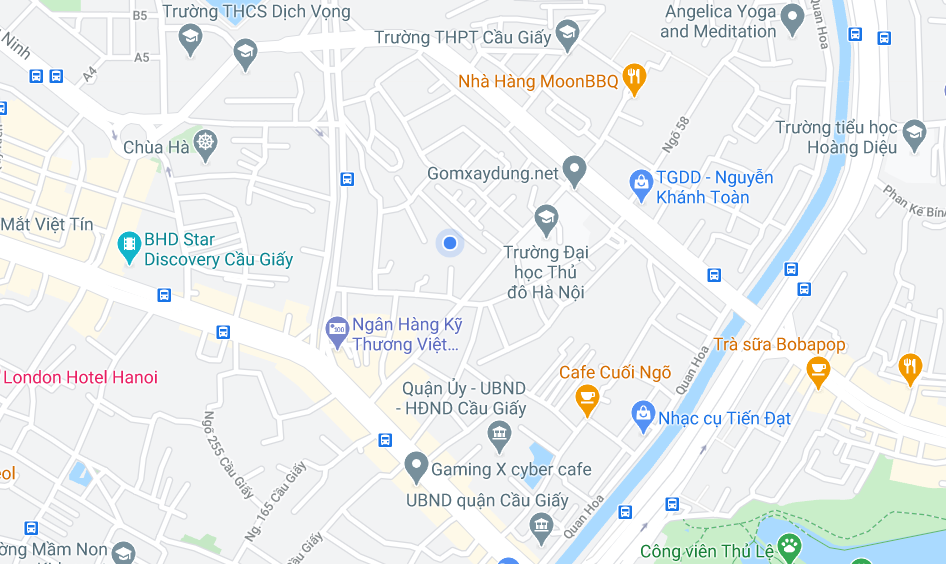 Trường THCS Dịch Vọng
B5
A5
A4
Ninh
Trường THPT Cầu Giấy
Angelica Yoga
and Meditation
Quan Hoa
Nhà Hàng MoonBBQ
Ngõ 58
Trường tiểu học
Hoàng Diệu
Chùa Hà
Gomxaydung.net
TGDD - Nguyễn
Khánh Toàn
Phan Kế Bín
Mắt Việt Tín
BHD Star
Discovery Cầu Giấy
Trường Đại
học Thủ
đô Hà Nội
Ngân Hàng Kỹ
Thương Việt...
Trà sữa Bobapop
Quan Hoa
London Hotel Hanoi
Cafe Cuối Ngõ
Quận Ủy - UBND
- HĐND Cầu Giấy
Nhạc cụ Tiến Đạt
Ngõ 255 Cầu Giấy
Gaming X cyber cafe
eol
Ng. 165 Cầu Giấy
UBND quận Cầu Giấy
Quan Hoa
Cầu Giấy
ờng Mầm Non
Công viên Thủ Lệ